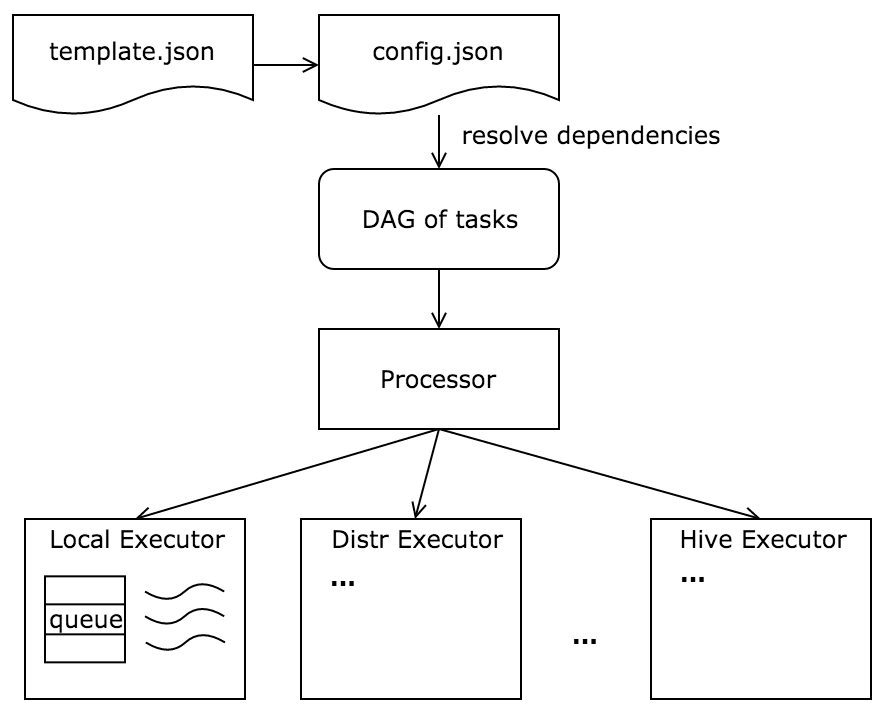 template.json
config.json
resolve dependencies
DAG of tasks
Processor
Local Executor
Distr Executor
Hive Executor
...
...
queue
...